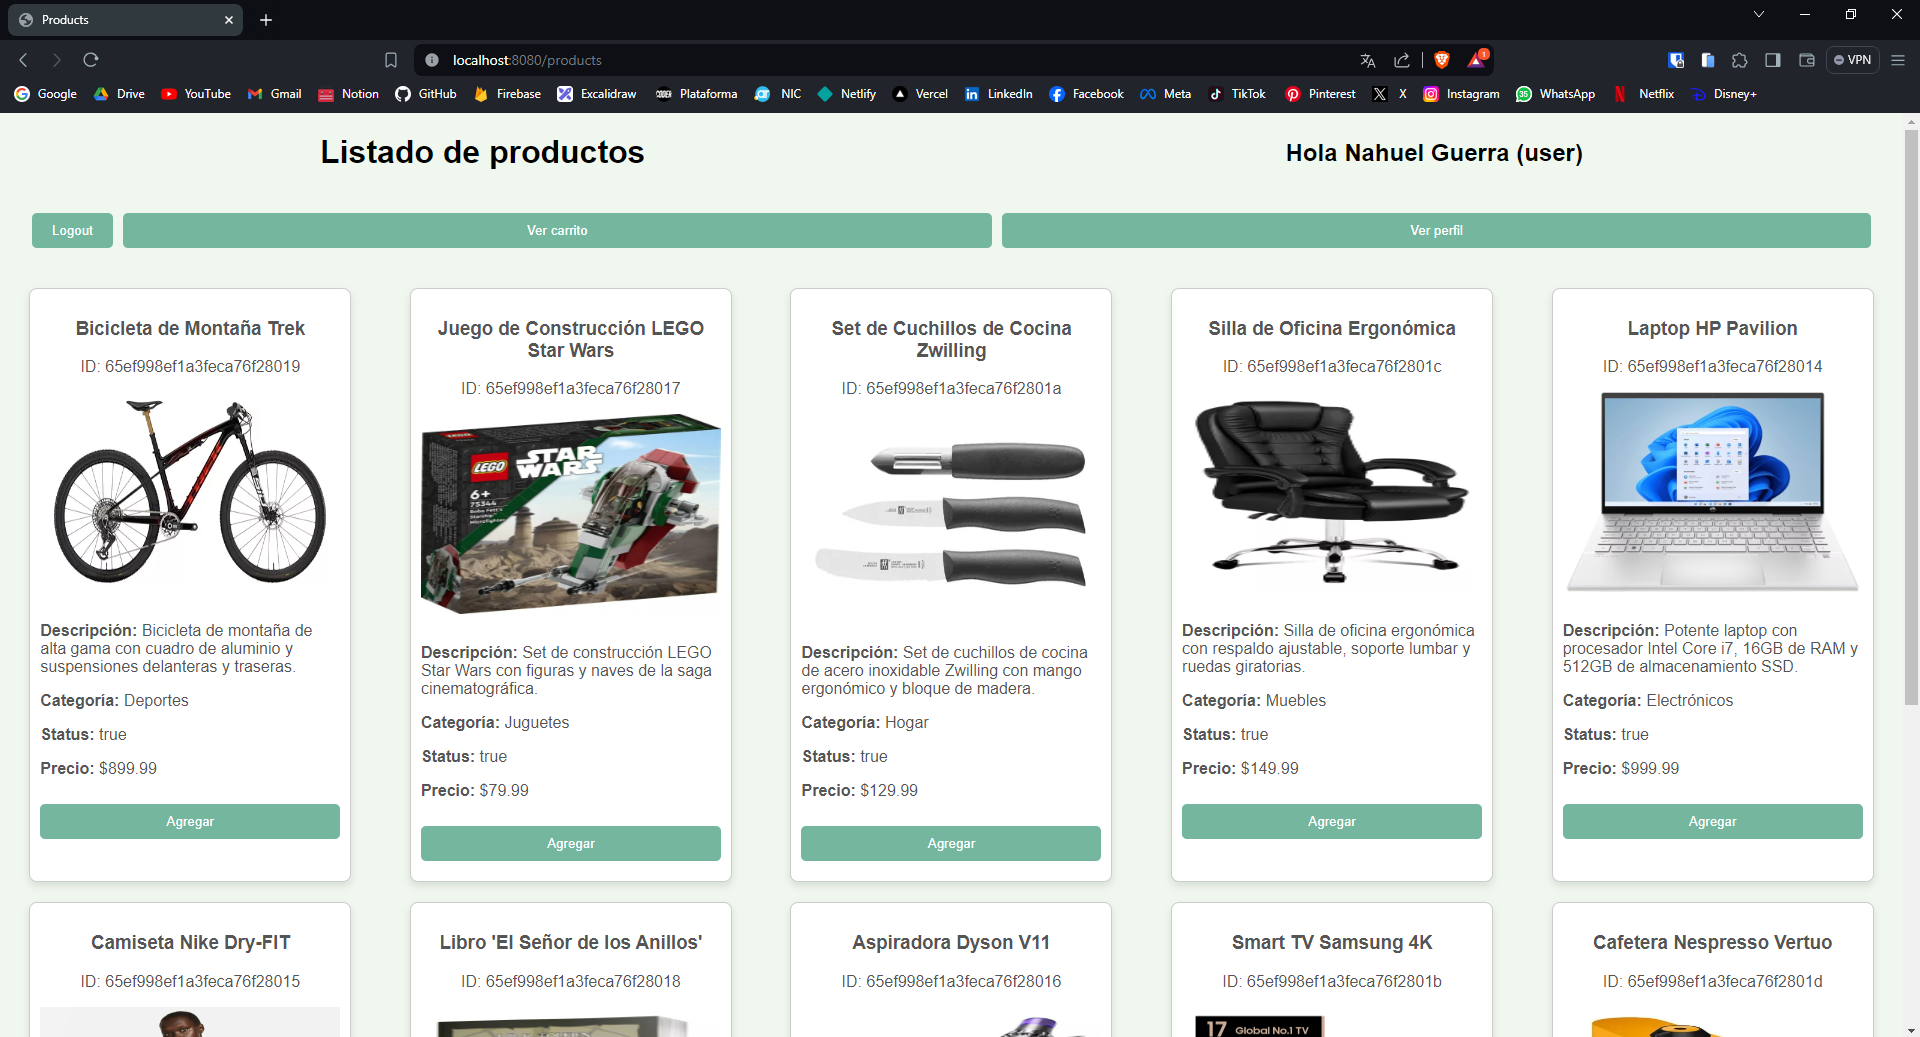 Products
localhost:8080/products
1
VPN
Google Drive YouTube Gmail Notion GitHub Firebase Excalidraw Plataforma NIC Netlify Vercel LinkedIn Facebook Meta TikTok Pinterest X Instagram WhatsApp Netflix Disney+
Listado de productos
Hola Nahuel Guerra (user)
Logout
Ver carrito
Ver perfil
Bicicleta de Montaña Trek
ID: 65ef998ef1a3feca76f28019
Descripción: Bicicleta de montaña de
alta gama con cuadro de aluminio y
suspensiones delanteras y traseras.
Categoría: Deportes
Status: true
Precio: $899.99
Agregar
Juego de Construcción LEGO
Star Wars
ID: 65ef998ef1a3feca76f28017
LEGO
STAR
WARS
6+
75344
Descripción: Set de construcción LEGO
Star Wars con figuras y naves de la saga
cinematográfica.
Categoría: Juguetes
Status: true
Precio: $79.99
Agregar
Set de Cuchillos de Cocina
Zwilling
ID: 65ef998ef1a3feca76f2801a
Descripción: Set de cuchillos de cocina
de acero inoxidable Zwilling con mango
ergonómico y bloque de madera.
Categoría: Hogar
Status: true
Precio: $129.99
Agregar
Silla de Oficina Ergonómica
ID: 65ef998ef1a3feca76f2801c
Descripción: Silla de oficina ergonómica
con respaldo ajustable, soporte lumbar y
ruedas giratorias.
Categoría: Muebles
Status: true
Precio: $149.99
Agregar
Laptop HP Pavilion
ID: 65ef998ef1a3feca76f28014
Descripción: Potente laptop con
procesador Intel Core i7, 16GB de RAM y
512GB de almacenamiento SSD.
Categoría: Electrónicos
Status: true
Precio: $999.99
Agregar
Camiseta Nike Dry-FIT
ID: 65ef998ef1a3feca76f28015
Libro 'El Señor de los Anillos'
ID: 65ef998ef1a3feca76f28018
Aspiradora Dyson V11
ID: 65ef998ef1a3feca76f28016
Smart TV Samsung 4K
ID: 65ef998ef1a3feca76f2801b
17 Global No.1 TV
Cafetera Nespresso Vertuo
ID: 65ef998ef1a3feca76f2801d